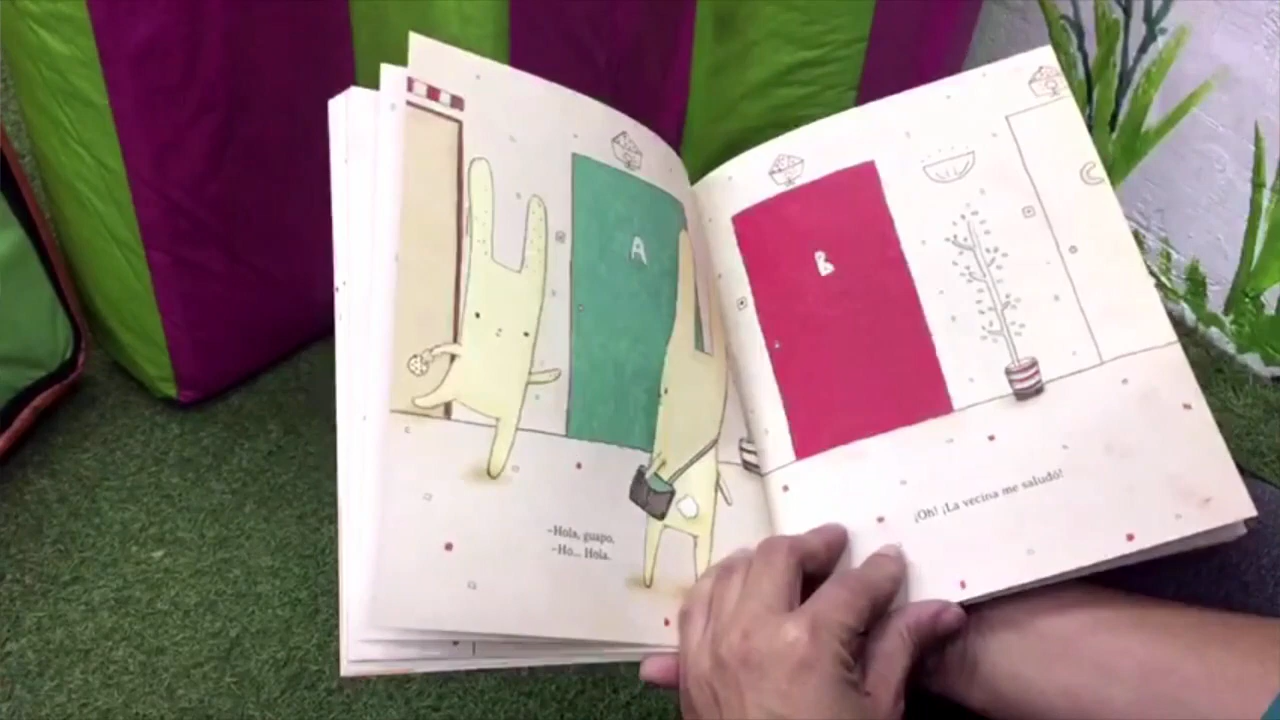 A
B
C
–Hola, guapo.
–Ho... Hola.
¡Oh! ¡La vecina me saludó!